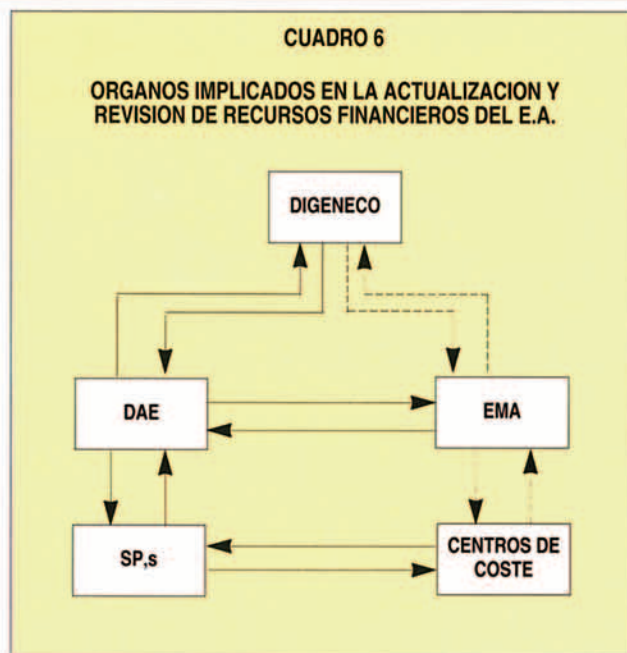 CUADRO 6
ORGANOS IMPLICADOS EN LA ACTUALIZACION Y
REVISION DE RECURSOS FINANCIEROS DEL E.A.
DIGENECO
DAE
EMA
SP,s
CENTROS DE
COSTE